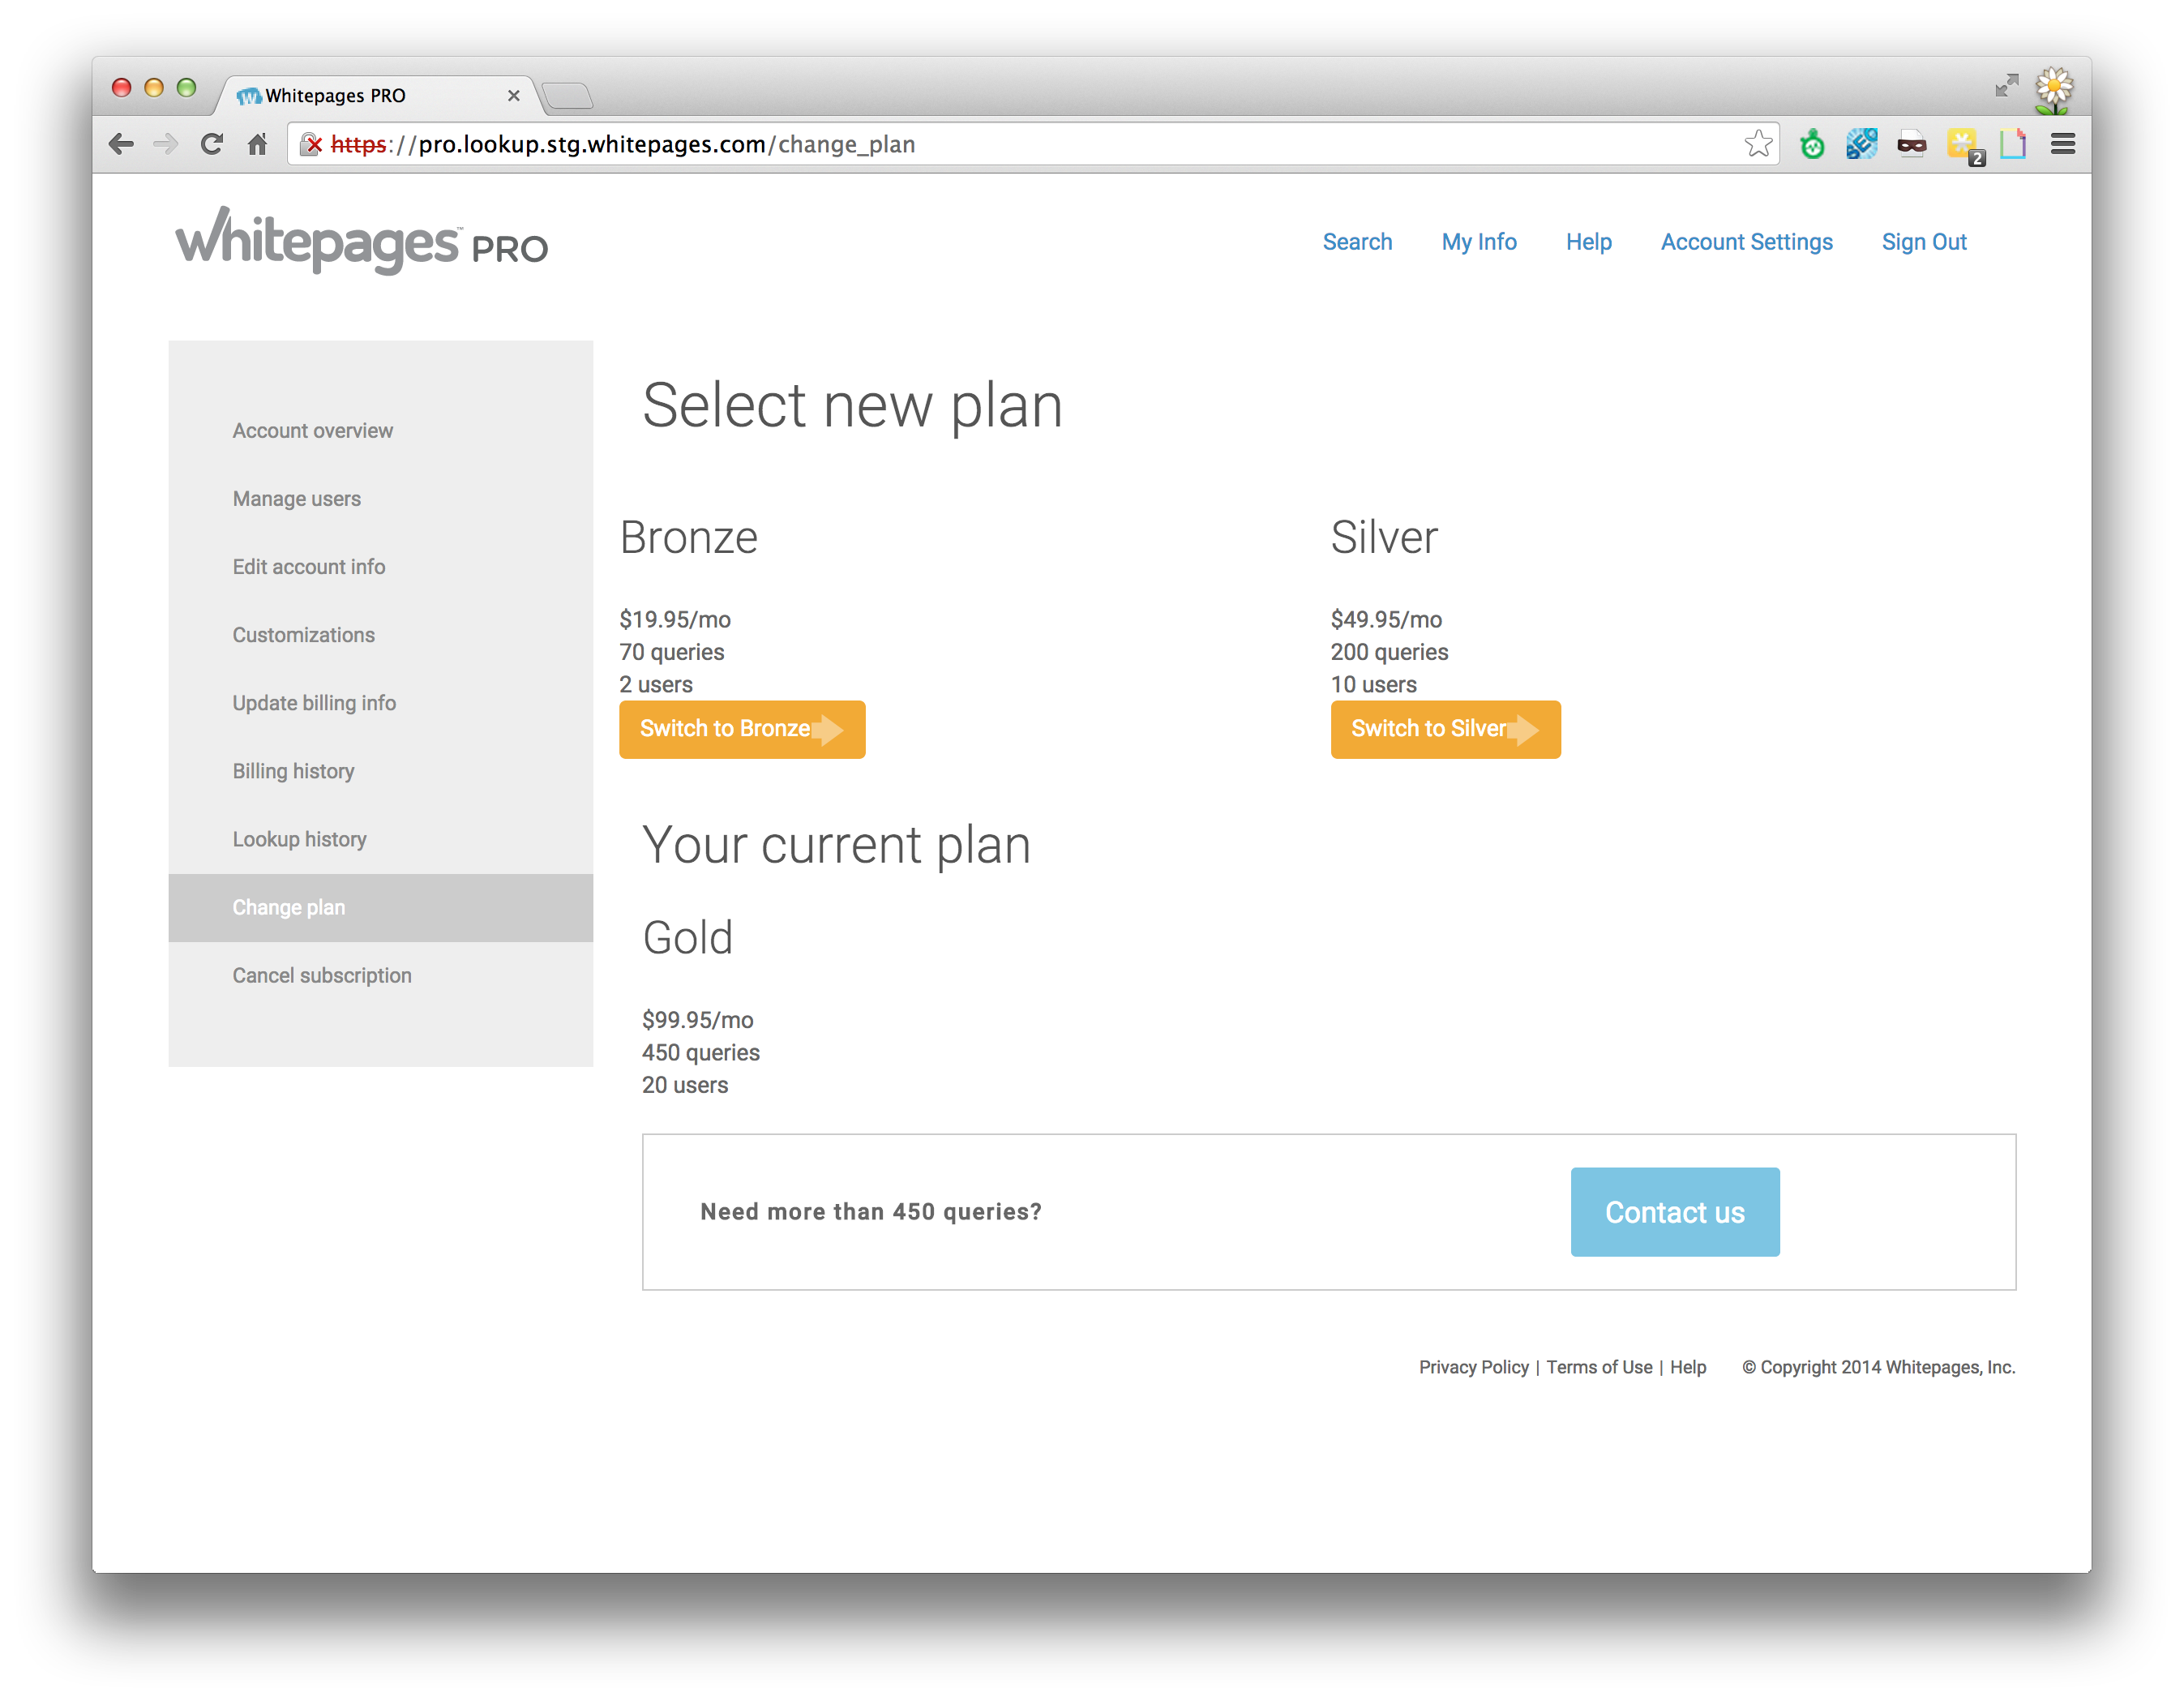 Whitepages PRO
https://pro.lookup.stg.whitepages.com/change_plan
2
whitepages™ PRO
Search My Info Help Account Settings Sign Out
Account overview
Manage users
Edit account info
Customizations
Update billing info
Billing history
Lookup history
Change plan
Cancel subscription
Select new plan
Bronze
$19.95/mo
70 queries
2 users
Switch to Bronze
Silver
$49.95/mo
200 queries
10 users
Switch to Silver
Your current plan
Gold
$99.95/mo
450 queries
20 users
Need more than 450 queries?
Contact us
Privacy Policy | Terms of Use | Help © Copyright 2014 Whitepages, Inc.